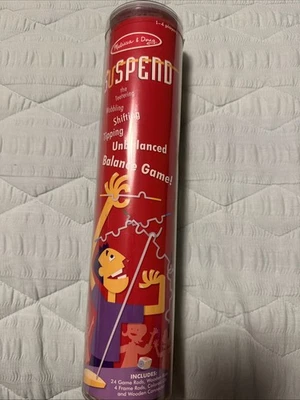 Melissa & Doug
SUSPEND
the
Teetering
Wobbling
Shifting
Tipping
Unbalanced
Balance Game!
INCLUDES:
24 Game Rods, Wooden
4 Frame Rods,
and Wooden